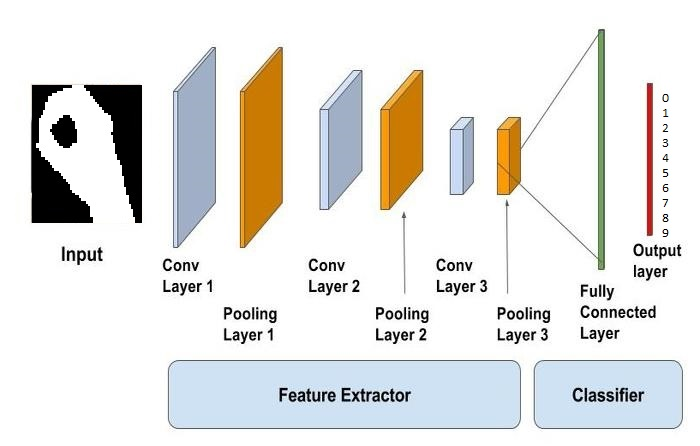 Input
Conv
Layer 1
Pooling
Layer 1
Conv
Layer 2
Pooling
Layer 2
Conv
Layer 3
Pooling
Layer 3
Fully
Connected
Layer
0
1
2
3
4
5
6
7
8
9
Output
layer
Feature Extractor
Classifier